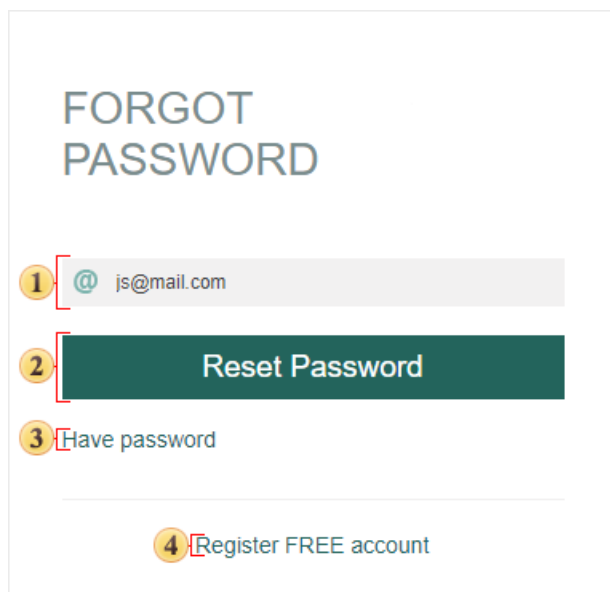 FORGOT
PASSWORD
1 @ js@mail.com
2 Reset Password
3 Have password
4 Register FREE account